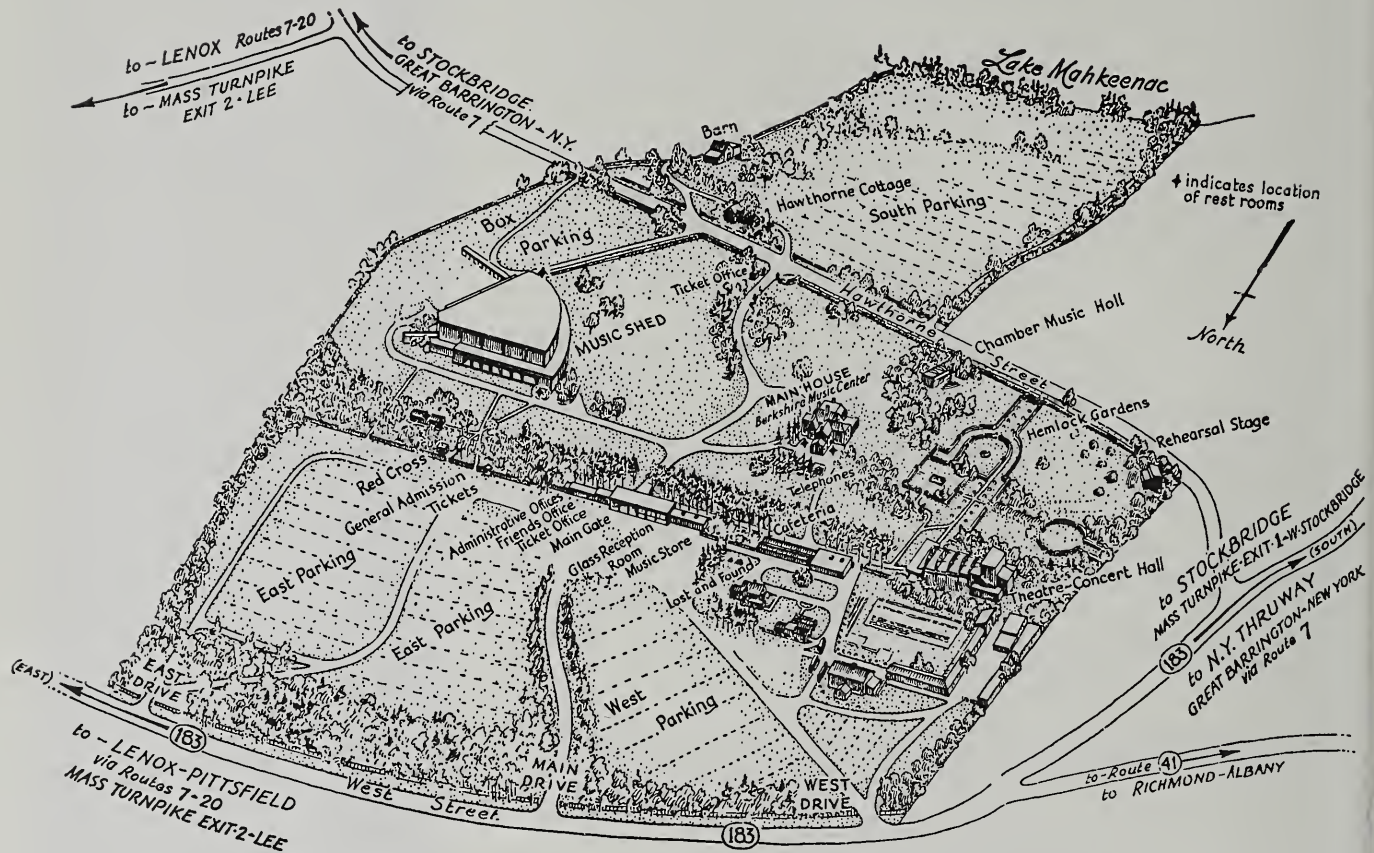 to ~ LENOX Routes 7-20
to ~ MASS TURNPIKE
EXIT 2 - LEE
to STOCKBRIDGE
GREAT BARRINGTON - N.Y.
via Route 7
Lake Mahkeenac
Barn
Hawthorne Cottage
South Parking
indicates location
of rest rooms
North
Box
Parking
Ticket Office
MUSIC SHED
Hawthorne
Street
Chamber Music Hall
MAIN HOUSE
Berkshire Music Center
Hemlock Gardens
Rehearsal Stage
Telephones
Red Cross
General Admission
Tickets
Administrative Offices
Friends Office
Ticket Office
Main Gate
Glass Reception
Room
Music Store
Cafeteria
Lost and Found
Theatre-Concert Hall
East Parking
East Parking
West
Parking
(EAST)
EAST
DRIVE
183
to ~ LENOX-PITTSFIELD
via Routes 7-20
MASS TURNPIKE EXIT-2-LEE
West Street
MAIN
DRIVE
WEST
DRIVE
183
to STOCKBRIDGE
MASS TURNPIKE-EXIT-1-W-STOCKBRIDGE
(SOUTH)
183
to N.Y. THRUWAY
GREAT BARRINGTON-NEW YORK
via Route 7
to-Route 41
to RICHMOND-ALBANY